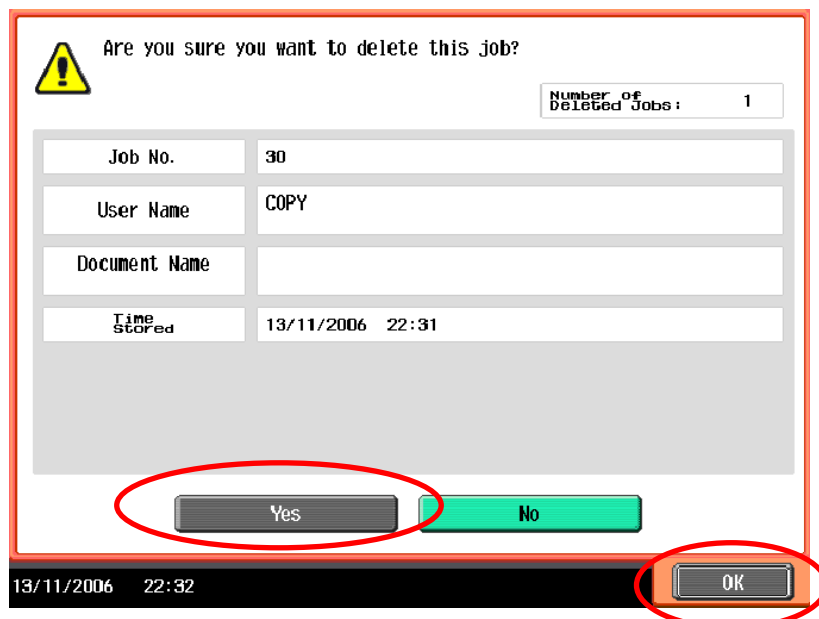 Are you sure you want to delete this job?
Number of
Deleted Jobs: 1
Job No. 30
User Name COPY
Document Name
Time
Stored 13/11/2006 22:31
Yes No
13/11/2006 22:32 OK